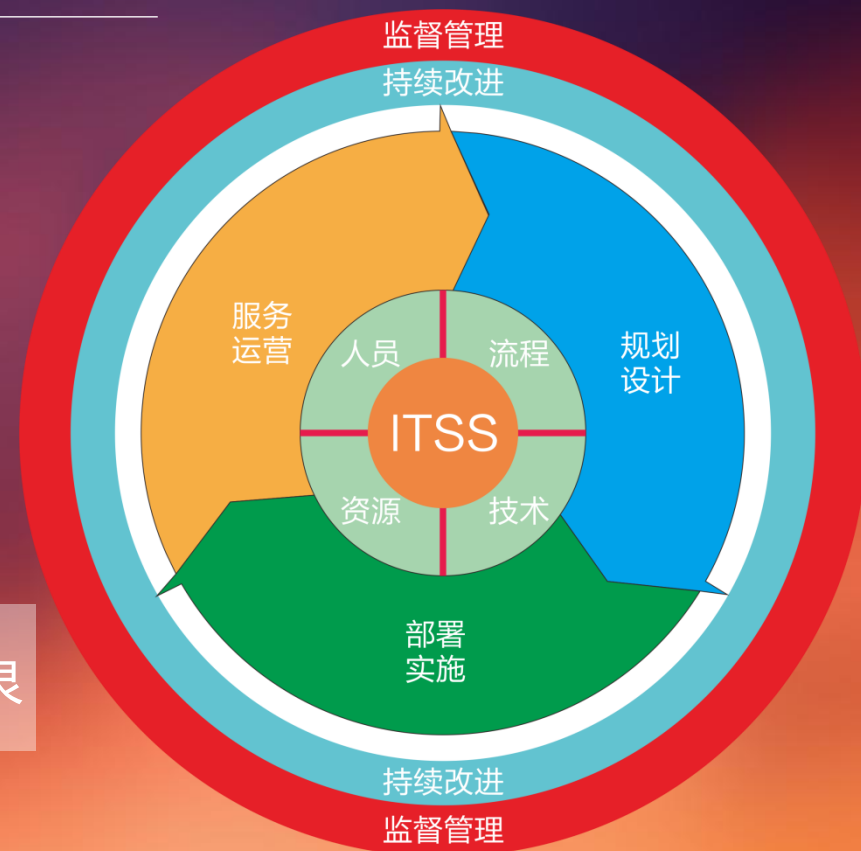 监督管理
持续改进
服务
运营
人员
流程
规划
设计
ITSS
资源
技术
部署
实施
持续改进
监督管理